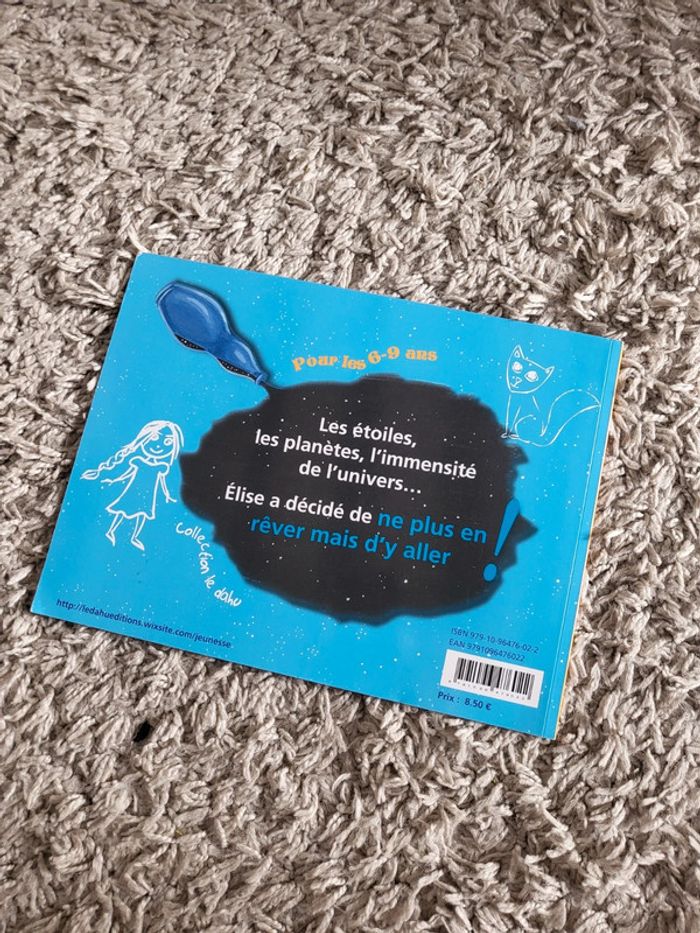 Pour les 6-9 ans
Les étoiles,
les planètes, l'immensité
de l'univers...
Élise a décidé de ne plus en
rêver mais d'y aller !
collection le dahu
http://ledahueditions.wixsite.com/jeunesse
ISBN 979-10-96476-02-2
EAN 9791096476022
Prix : 8.50 €